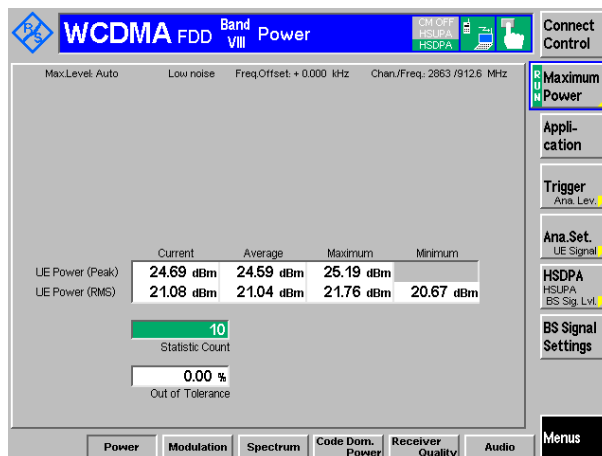 R S
WCDMA FDD Band VIII Power
CM OFF
HSUPA
HSDPA
Connect Control
Max.Level: Auto Low noise Freq.Offset: + 0.000 kHz Chan./Freq.: 2863 /912.6 MHz
RUN Maximum Power
Appli-
cation
Trigger
Ana. Lev.
Ana.Set.
UE Signal
Current Average Maximum Minimum
UE Power (Peak) 24.69 dBm 24.59 dBm 25.19 dBm
UE Power (RMS) 21.08 dBm 21.04 dBm 21.76 dBm 20.67 dBm
HSDPA
HSUPA
BS Sig. Lvl.
10
Statistic Count
BS Signal
Settings
0.00 %
Out of Tolerance
Power Modulation Spectrum Code Dom. Power Receiver Quality Audio
Menus